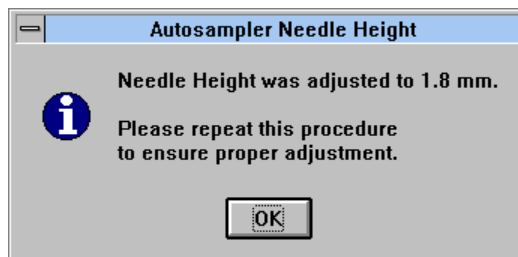 Autosampler Needle Height
Needle Height was adjusted to 1.8 mm.
Please repeat this procedure
to ensure proper adjustment.
OK